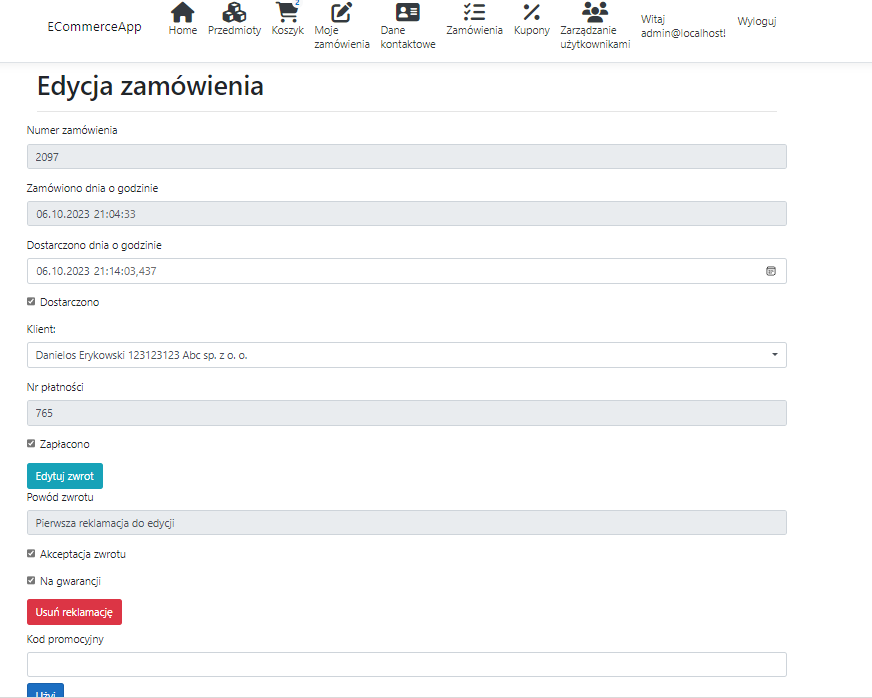 ECommerceApp
Home
Przedmioty
2
Koszyk
Moje
zamówienia
Dane
kontaktowe
Zamówienia
Kupony
Zarządzanie
użytkownikami
Witaj
admin@localhost!
Wyloguj
Edycja zamówienia
Numer zamówienia
2097
Zamówiono dnia o godzinie
06.10.2023 21:04:33
Dostarczono dnia o godzinie
06.10.2023 21:14:03,437
Dostarczono
Klient:
Danielos Erykowski 123123123 Abc sp. z o. o.
Nr płatności
765
Zapłacono
Edytuj zwrot
Powód zwrotu
Pierwsza reklamacja do edycji
Akceptacja zwrotu
Na gwarancji
Usuń reklamację
Kod promocyjny
Użyj